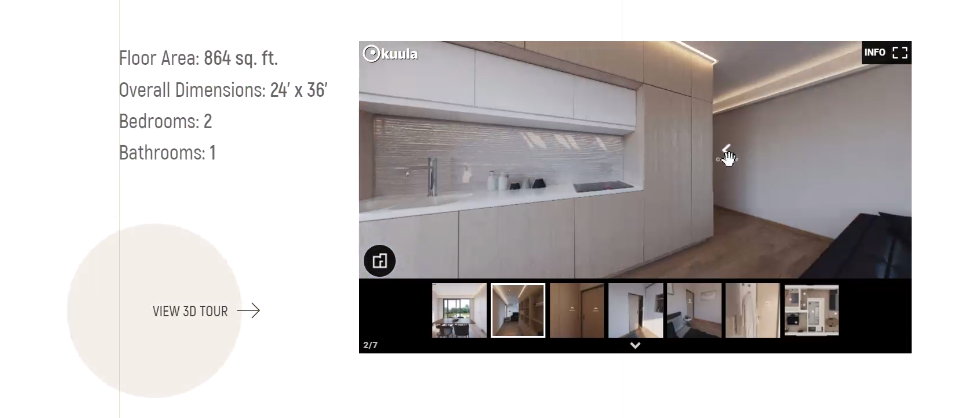 Floor Area: 864 sq. ft.
Overall Dimensions: 24' x 36'
Bedrooms: 2
Bathrooms: 1
VIEW 3D TOUR
kuula
INFO
2/7